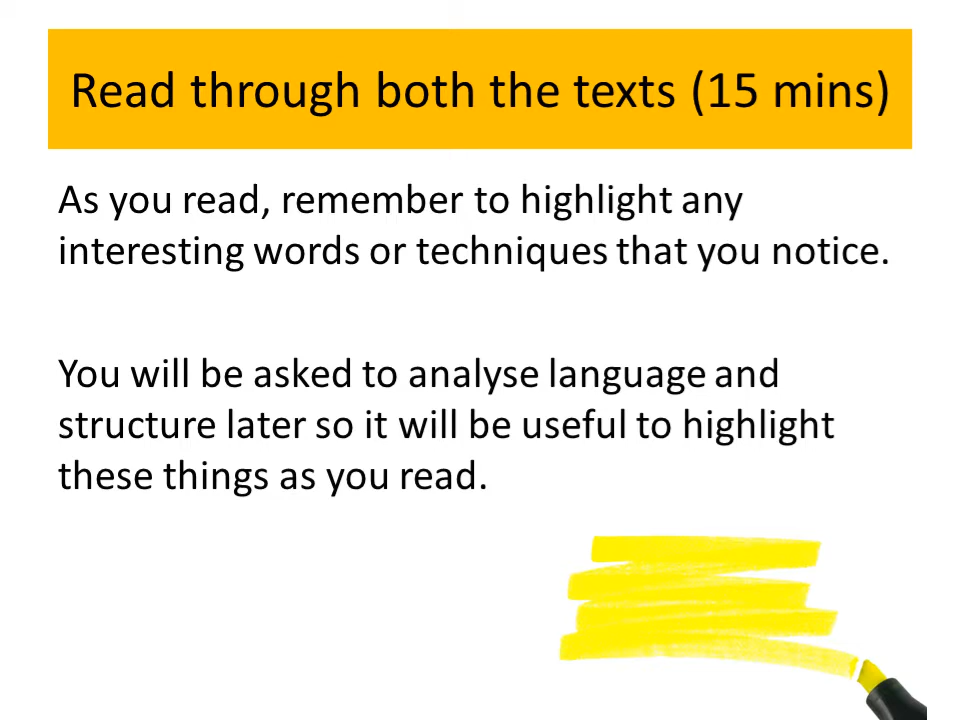 Read through both the texts (15 mins)
As you read, remember to highlight any
interesting words or techniques that you notice.
You will be asked to analyse language and
structure later so it will be useful to highlight
these things as you read.